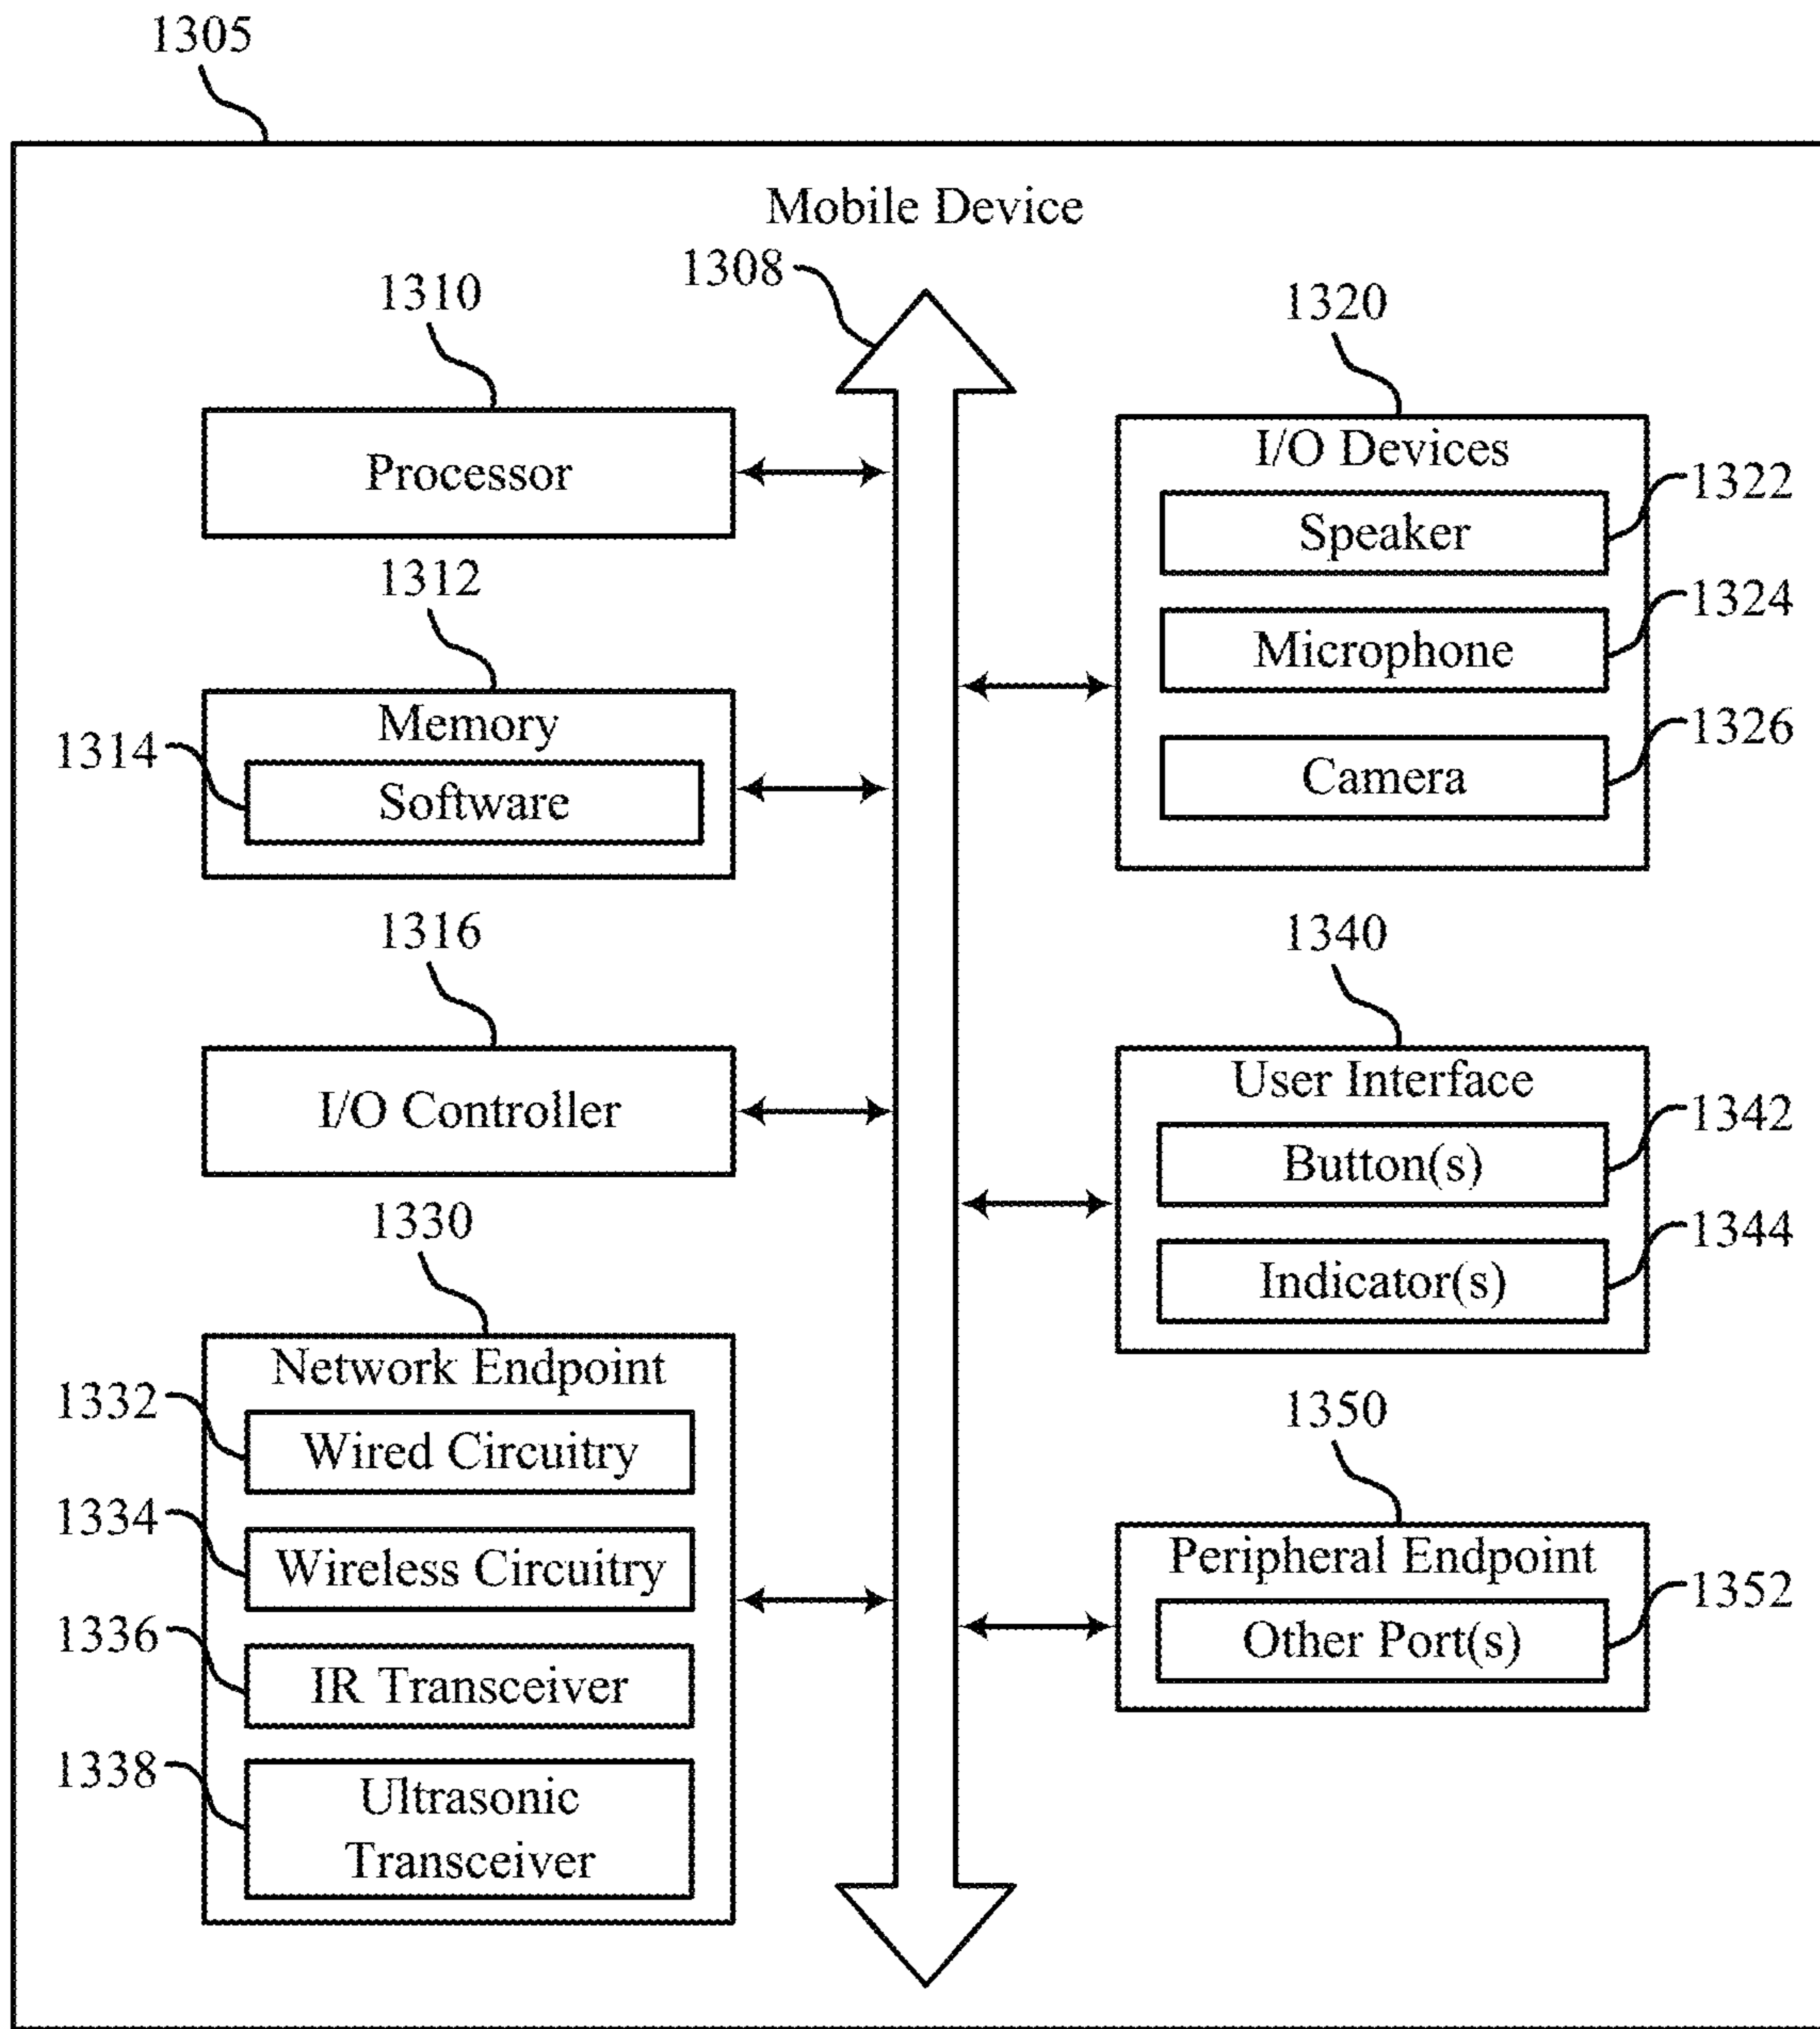 1305
Mobile Device
1308
1310
Processor
1312
Memory
1314
Software
1316
I/O Controller
1330
Network Endpoint
1332
Wired Circuitry
1334
Wireless Circuitry
1336
IR Transceiver
1338
Ultrasonic
Transceiver
1320
I/O Devices
1322
Speaker
1324
Microphone
1326
Camera
1340
User Interface
1342
Button(s)
1344
Indicator(s)
1350
Peripheral Endpoint
1352
Other Port(s)